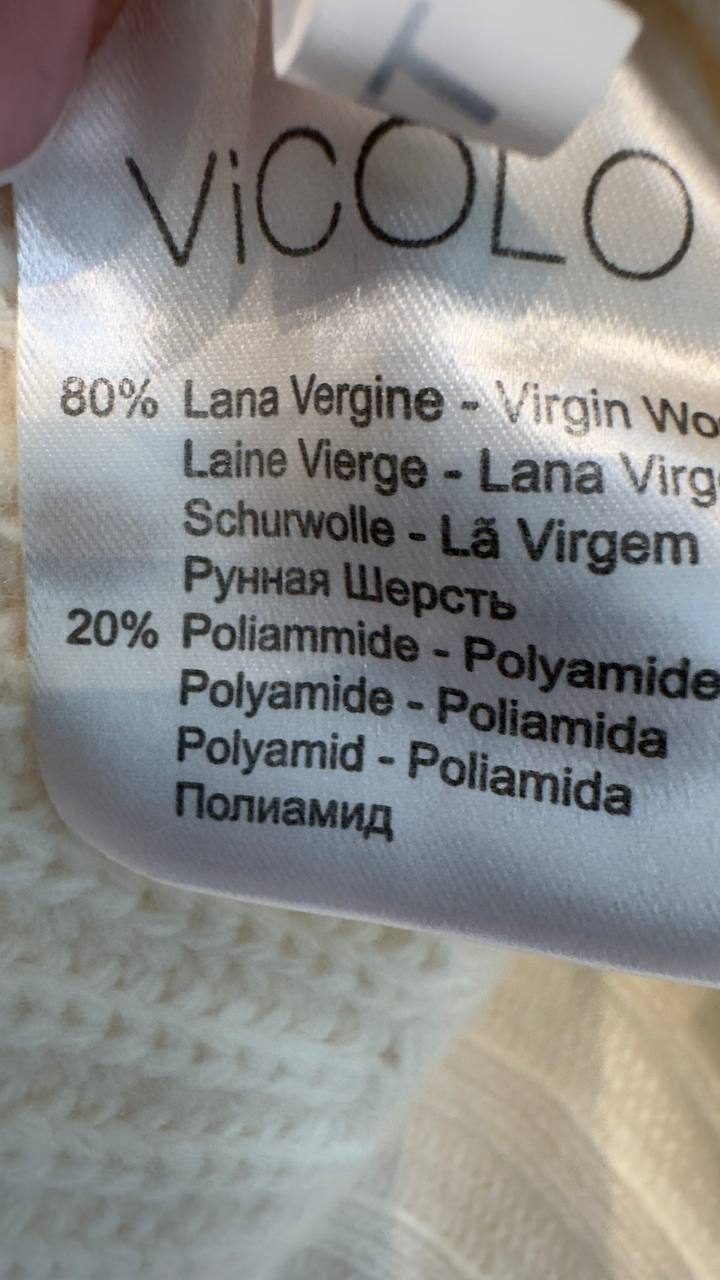 T
ViCOLO
80% Lana Vergine - Virgin
Laine Vierge - Lana
Schurwolle - Lã Virgem
Рунная Шерсть
20% Poliammide - Polyamide
Polyamide - Poliamida
Polyamid - Poliamida
Полиамид